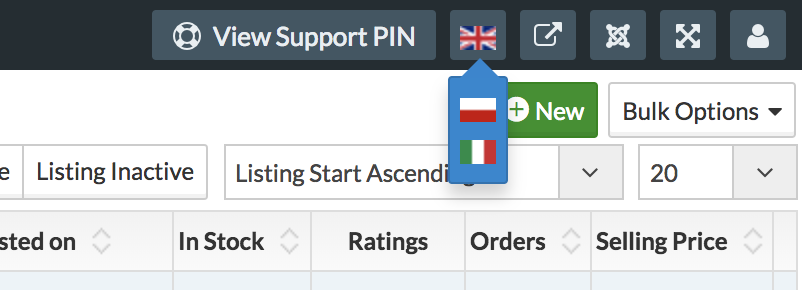 View Support PIN
New
Bulk Options
e
Listing Inactive
Listing Start Ascendi
20
sted on
In Stock
Ratings
Orders
Selling Price